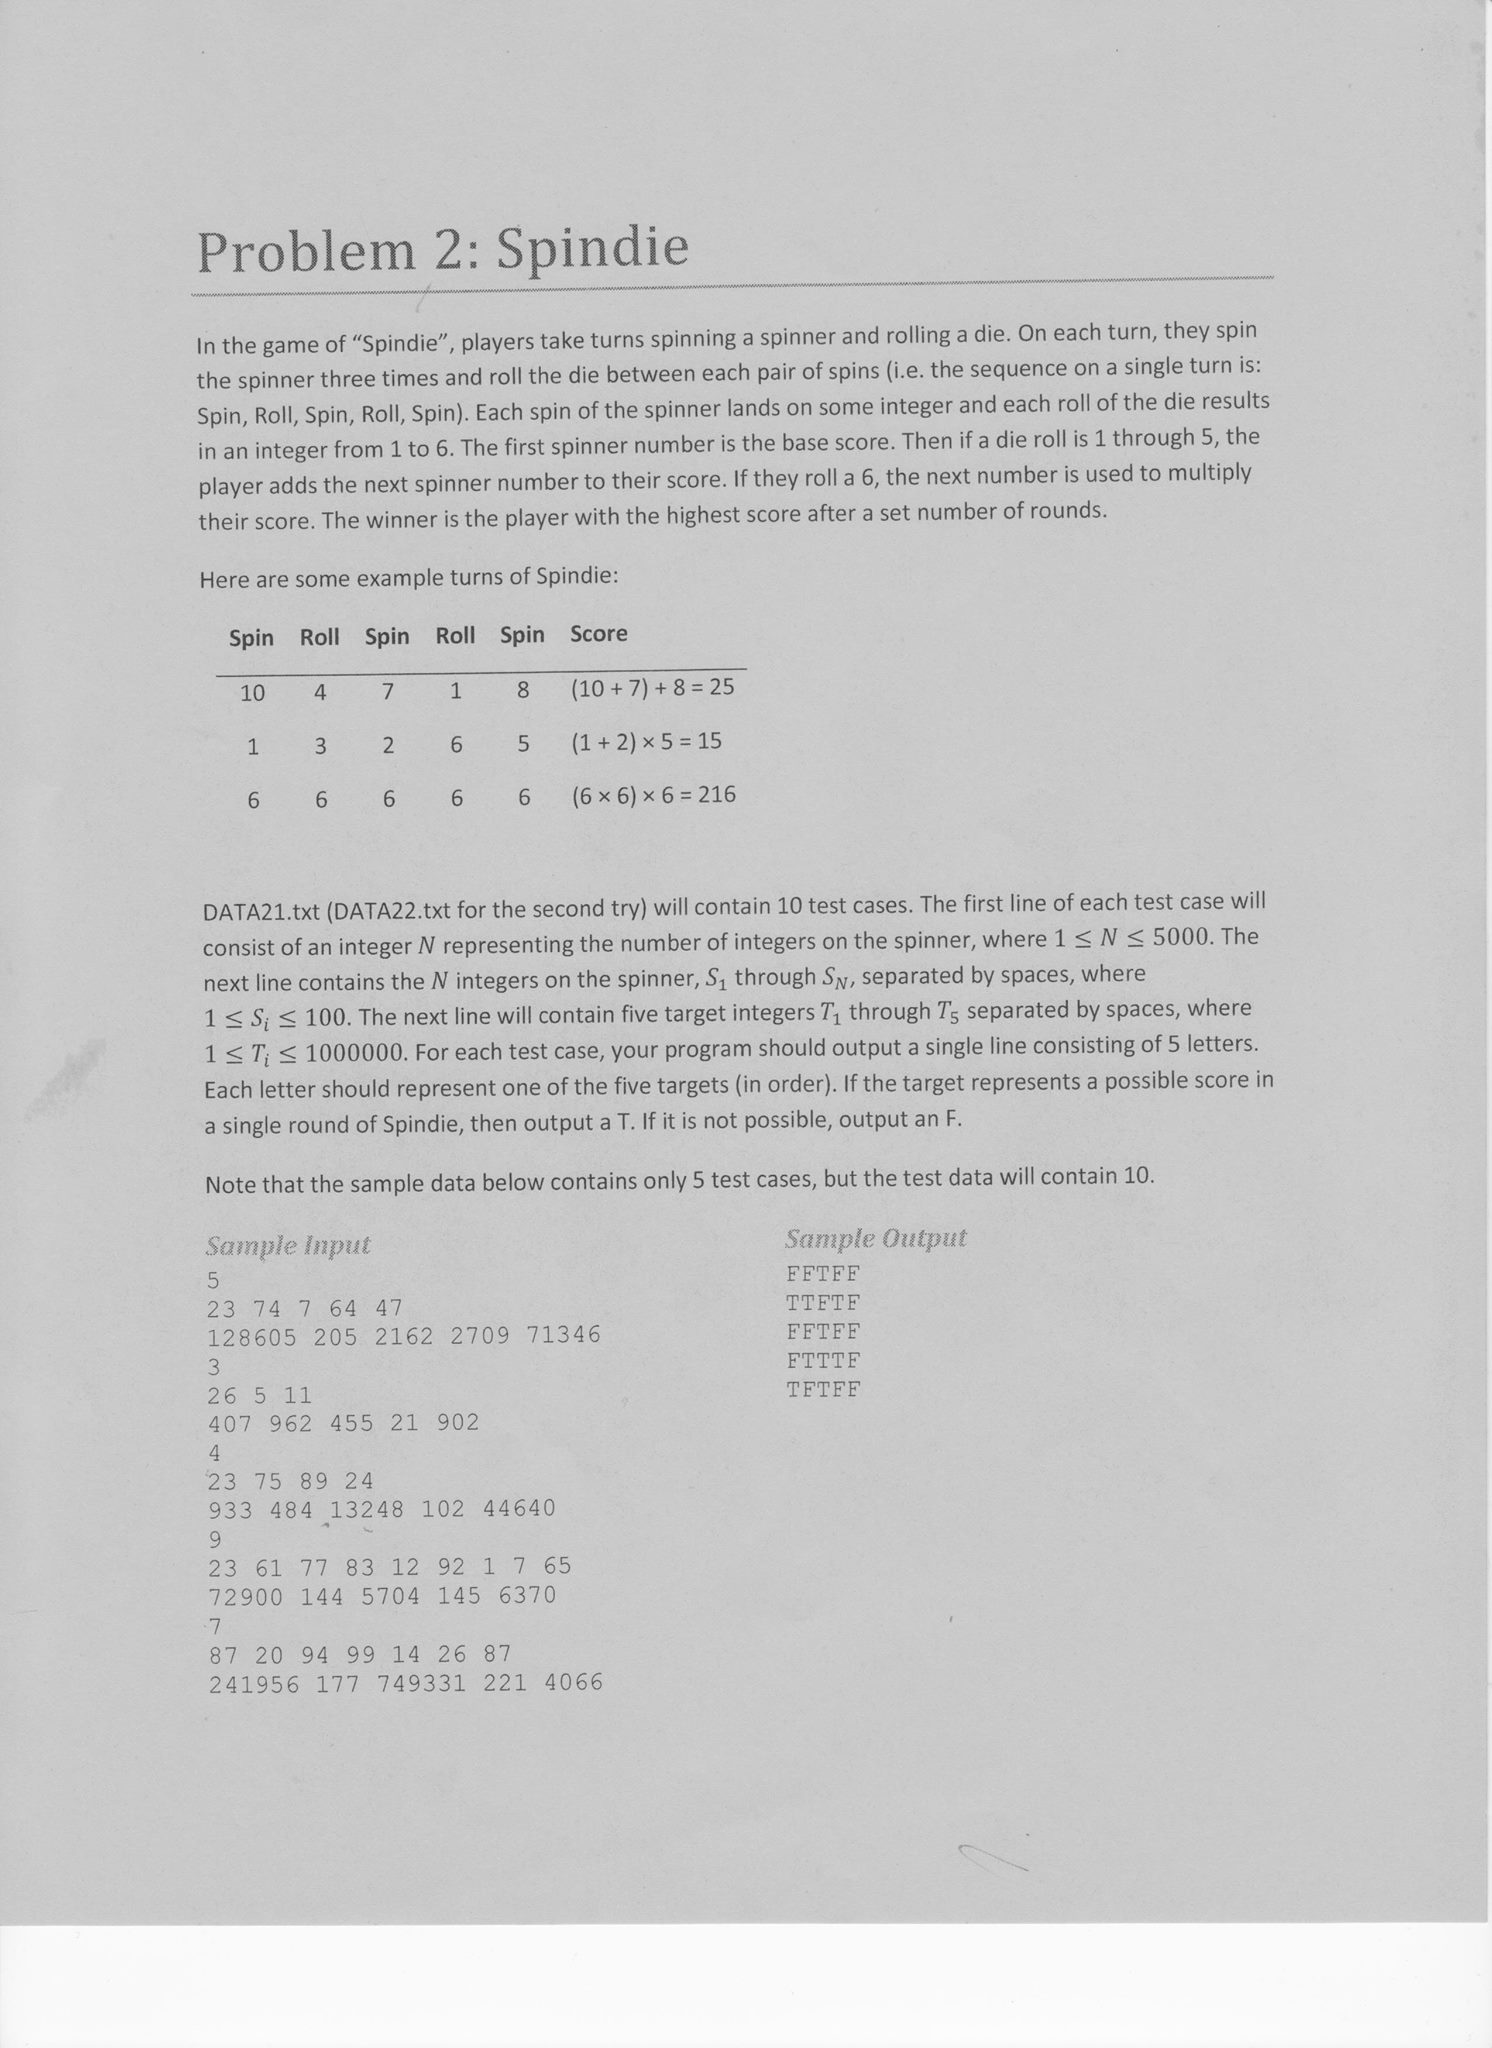 Problem 2: Spindie
In the game of “Spindie”, players take turns spinning a spinner and rolling a die. On each turn, they spin
the spinner three times and roll the die between each pair of spins (i.e. the sequence on a single turn is:
Spin, Roll, Spin, Roll, Spin). Each spin of the spinner lands on some integer and each roll of the die results
in an integer from 1 to 6. The first spinner number is the base score. Then if a die roll is 1 through 5, the
player adds the next spinner number to their score. If they roll a 6, the next number is used to multiply
their score. The winner is the player with the highest score after a set number of rounds.
Here are some example turns of Spindie:
Spin Roll Spin Roll Spin Score
10 4 7 1 8 (10 + 7) + 8 = 25
1 3 2 6 5 (1 + 2) × 5 = 15
6 6 6 6 6 (6 × 6) × 6 = 216
DATA21.txt (DATA22.txt for the second try) will contain 10 test cases. The first line of each test case will
consist of an integer N representing the number of integers on the spinner, where 1 ≤ N ≤ 5000. The
next line contains the N integers on the spinner, S₁ through S_N, separated by spaces, where
1 ≤ Sᵢ ≤ 100. The next line will contain five target integers T₁ through T₅ separated by spaces, where
1 ≤ Tᵢ ≤ 1000000. For each test case, your program should output a single line consisting of 5 letters.
Each letter should represent one of the five targets (in order). If the target represents a possible score in
a single round of Spindie, then output a T. If it is not possible, output an F.
Note that the sample data below contains only 5 test cases, but the test data will contain 10.
Sample Input
5
23 74 7 64 47
128605 205 2162 2709 71346
3
26 5 11
407 962 455 21 902
4
23 75 89 24
933 484 13248 102 44640
9
23 61 77 83 12 92 1 7 65
72900 144 5704 145 6370
7
87 20 94 99 14 26 87
241956 177 749331 221 4066
Sample Output
FFTFF
TTFTF
FFTFF
FTTTF
TFTFF